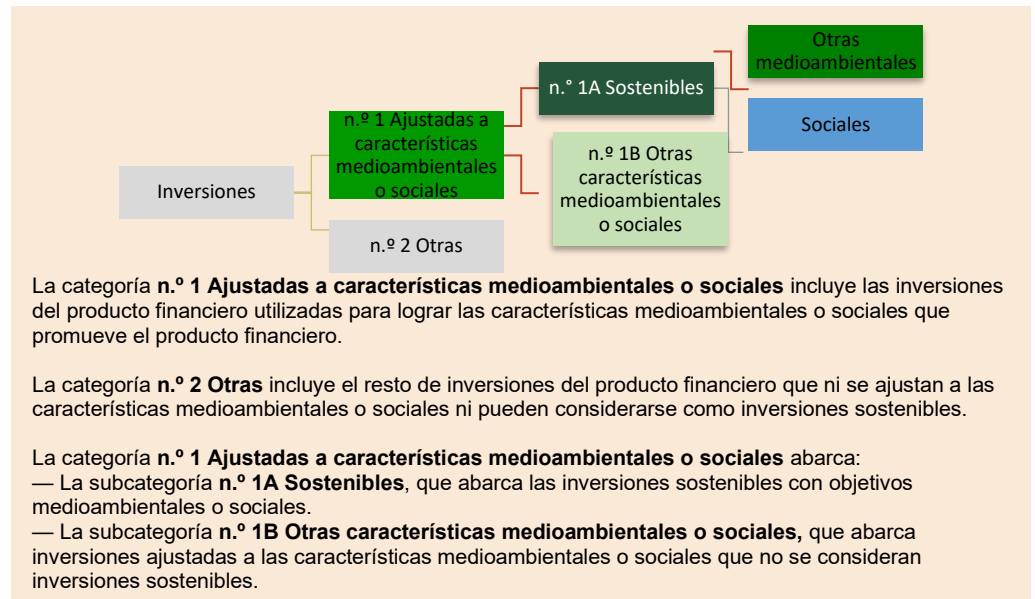 Otras
medioambientales
n.° 1A Sostenibles
Sociales
n.º 1 Ajustadas a
características
medioambientales
o sociales
n.º 1B Otras
características
medioambientales
o sociales
Inversiones
n.º 2 Otras
La categoría n.º 1 Ajustadas a características medioambientales o sociales incluye las inversiones
del producto financiero utilizadas para lograr las características medioambientales o sociales que
promueve el producto financiero.
La categoría n.º 2 Otras incluye el resto de inversiones del producto financiero que ni se ajustan a las
características medioambientales o sociales ni pueden considerarse como inversiones sostenibles.
La categoría n.º 1 Ajustadas a características medioambientales o sociales abarca:
— La subcategoría n.º 1A Sostenibles, que abarca las inversiones sostenibles con objetivos
medioambientales o sociales.
— La subcategoría n.º 1B Otras características medioambientales o sociales, que abarca
inversiones ajustadas a las características medioambientales o sociales que no se consideran
inversiones sostenibles.